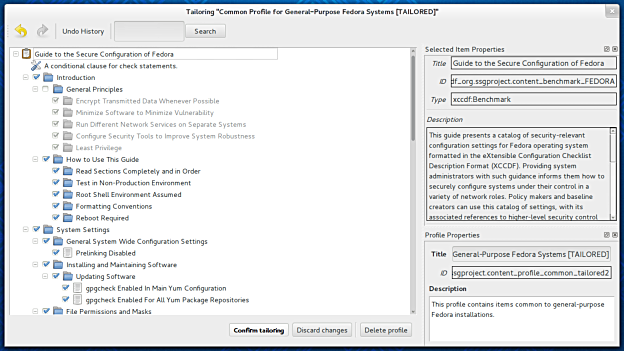 Tailoring "Common Profile for General-Purpose Fedora Systems [TAILORED]"
Undo History
Search
Guide to the Secure Configuration of Fedora
A conditional clause for check statements.
Introduction
General Principles
Encrypt Transmitted Data Whenever Possible
Minimize Software to Minimize Vulnerability
Run Different Network Services on Separate Systems
Configure Security Tools to Improve System Robustness
Least Privilege
How to Use This Guide
Read Sections Completely and in Order
Test in Non-Production Environment
Root Shell Environment Assumed
Formatting Conventions
Reboot Required
System Settings
General System Wide Configuration Settings
Prelinking Disabled
Installing and Maintaining Software
Updating Software
gpgcheck Enabled In Main Yum Configuration
gpgcheck Enabled For All Yum Package Repositories
File Permissions and Masks
Confirm tailoring
Discard changes
Delete profile
Selected Item Properties
Title Guide to the Secure Configuration of Fedora
ID df_org.ssgproject.content_benchmark_FEDORA
Type xccdf:Benchmark
Description
This guide presents a catalog of security-relevant
configuration settings for Fedora operating system
formatted in the eXtensible Configuration Checklist
Description Format (XCCDF). Providing system
administrators with such guidance informs them how to
securely configure systems under their control in a
variety of network roles. Policy makers and baseline
creators can use this catalog of settings, with its
associated references to higher-level security control
Profile Properties
Title General-Purpose Fedora Systems [TAILORED]
ID sgproject.content_profile_common_tailored2
Description
This profile contains items common to general-purpose
Fedora installations.